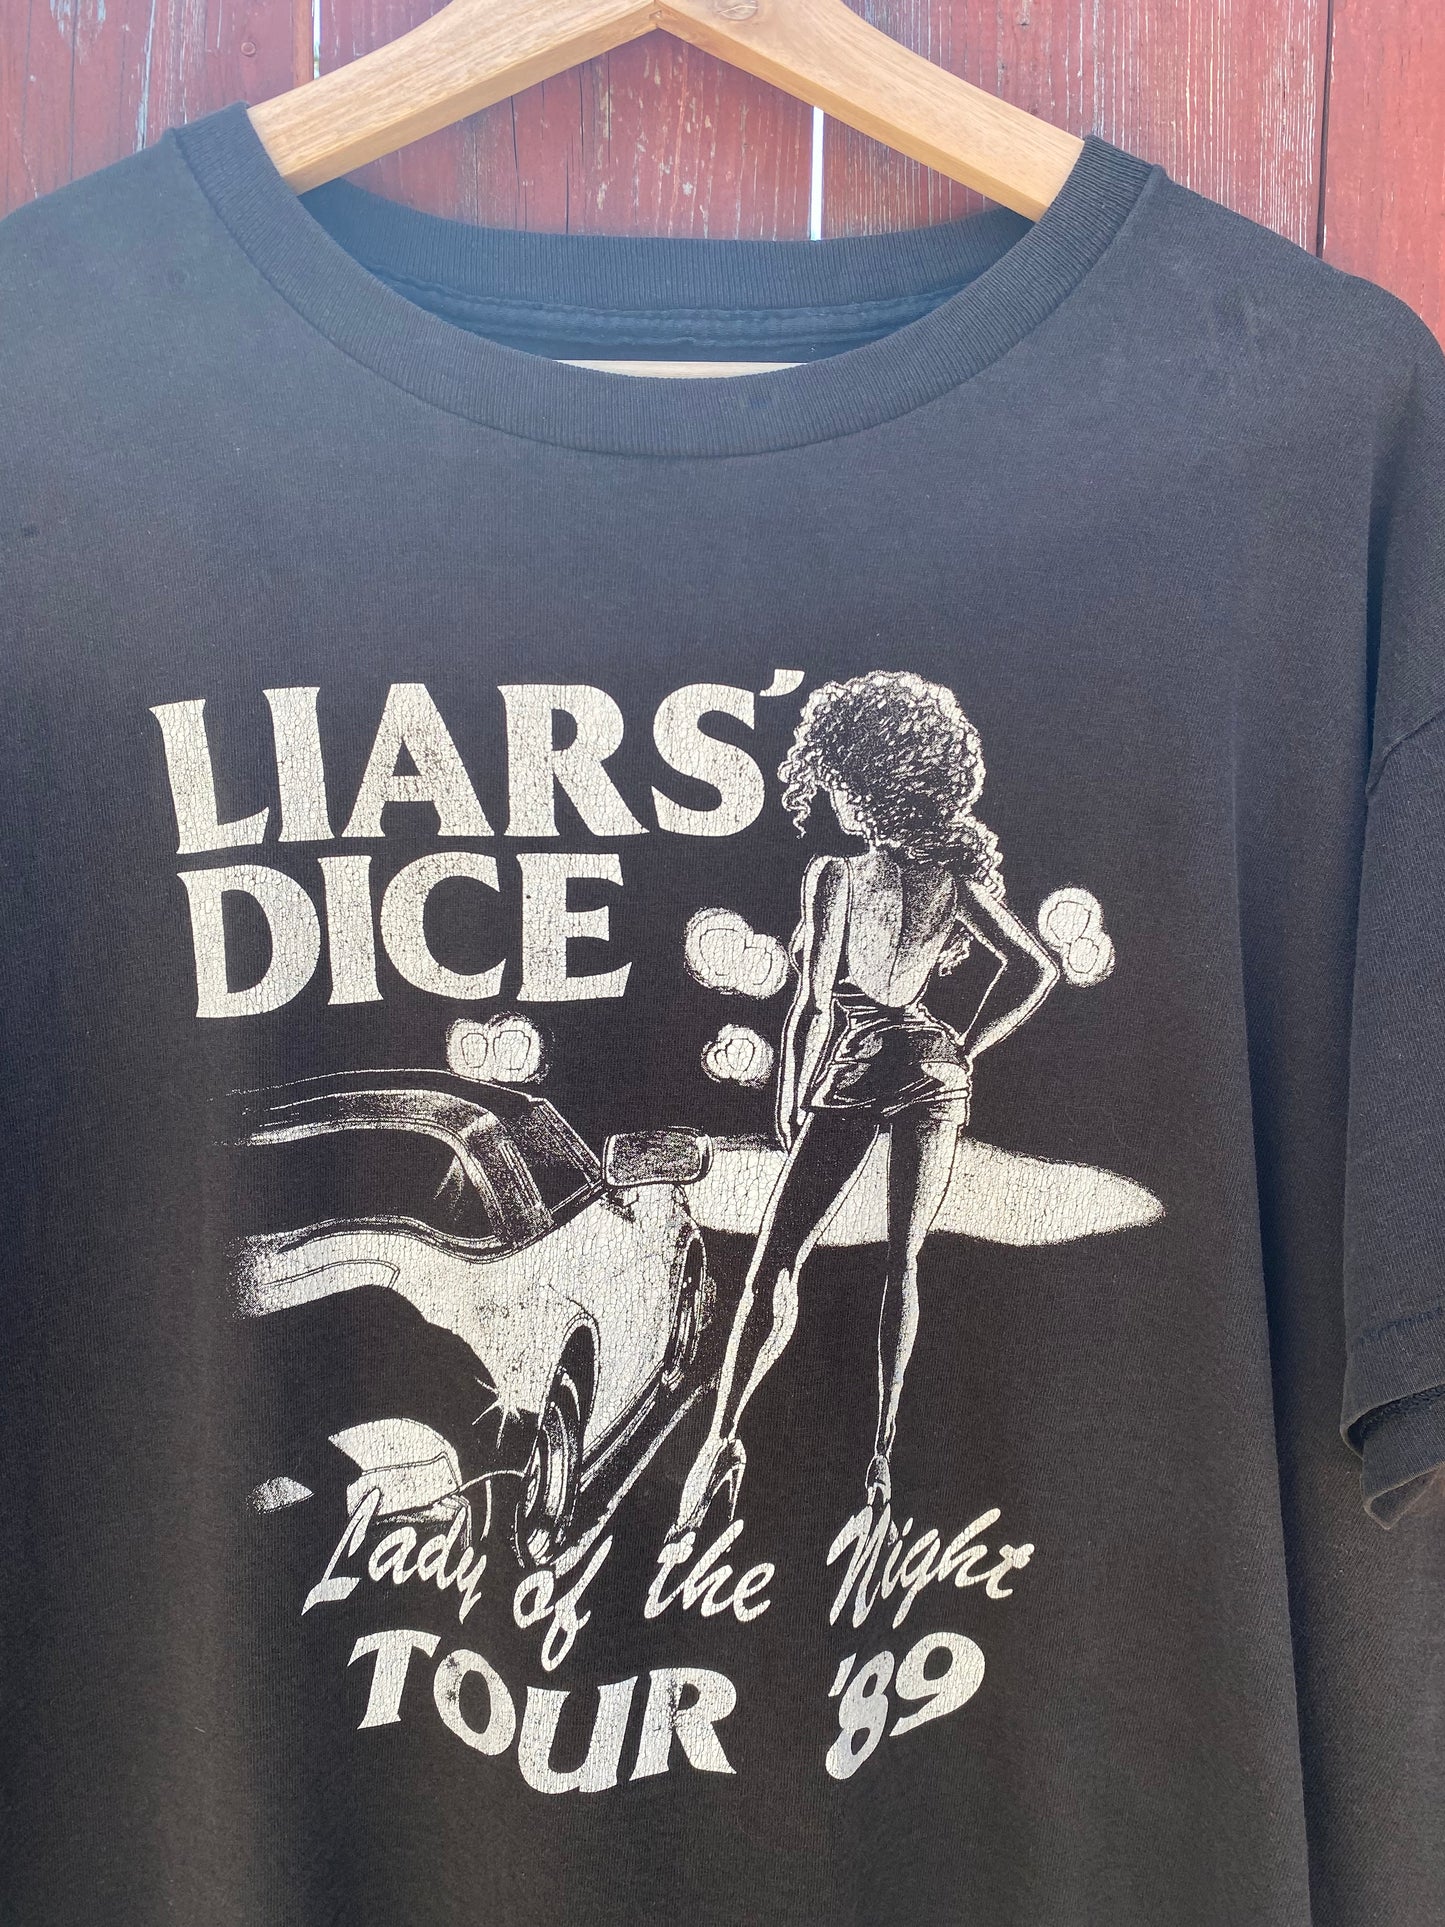 LIARS'
DICE
Lady of the Night
TOUR '89